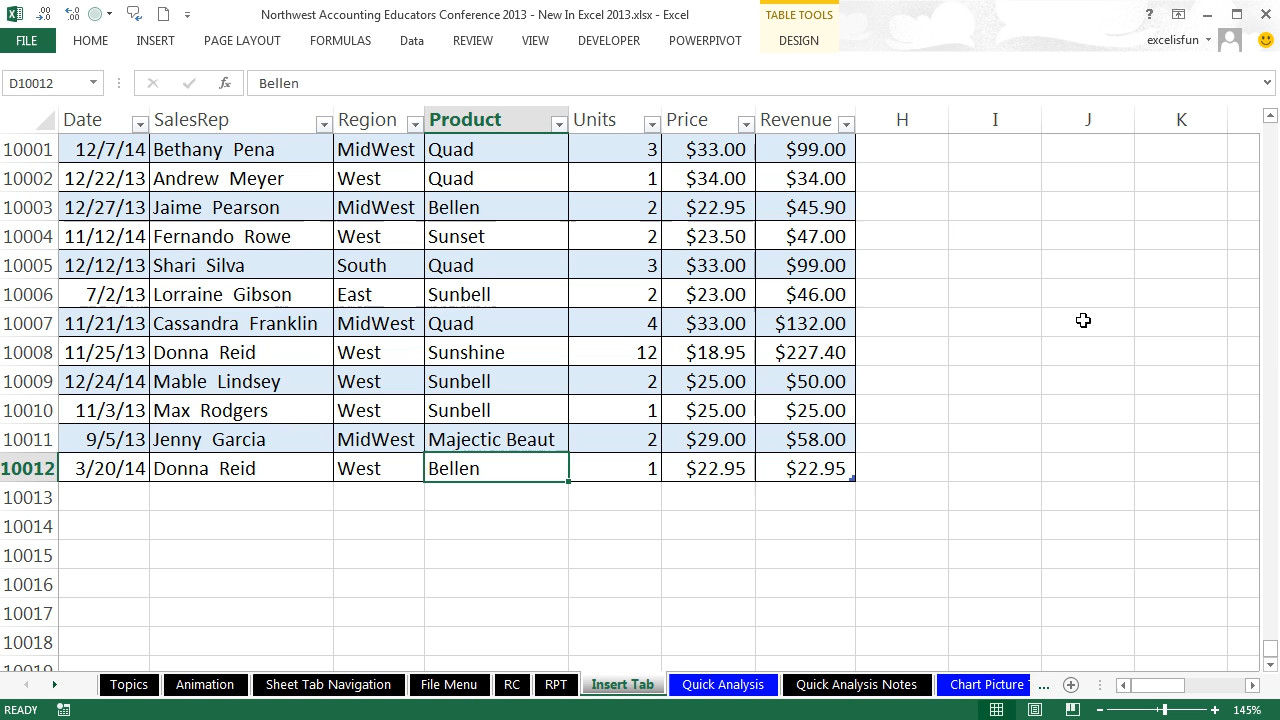 Northwest Accounting Educators Conference 2013 - New In Excel 2013.xlsx - Excel
TABLE TOOLS
FILE HOME INSERT PAGE LAYOUT FORMULAS Data REVIEW VIEW DEVELOPER POWERPIVOT DESIGN excelisfun
D10012 fx Bellen
Date SalesRep Region Product Units Price Revenue H I J K
10001 12/7/14 Bethany Pena MidWest Quad 3 $33.00 $99.00
10002 12/22/13 Andrew Meyer West Quad 1 $34.00 $34.00
10003 12/27/13 Jaime Pearson MidWest Bellen 2 $22.95 $45.90
10004 11/12/14 Fernando Rowe West Sunset 2 $23.50 $47.00
10005 12/12/13 Shari Silva South Quad 3 $33.00 $99.00
10006 7/2/13 Lorraine Gibson East Sunbell 2 $23.00 $46.00
10007 11/21/13 Cassandra Franklin MidWest Quad 4 $33.00 $132.00
10008 11/25/13 Donna Reid West Sunshine 12 $18.95 $227.40
10009 12/24/14 Mable Lindsey West Sunbell 2 $25.00 $50.00
10010 11/3/13 Max Rodgers West Sunbell 1 $25.00 $25.00
10011 9/5/13 Jenny Garcia MidWest Majectic Beaut 2 $29.00 $58.00
10012 3/20/14 Donna Reid West Bellen 1 $22.95 $22.95
10013
10014
10015
10016
10017
10018
10019
Topics Animation Sheet Tab Navigation File Menu RC RPT Insert Tab Quick Analysis Quick Analysis Notes Chart Picture ...
READY 145%